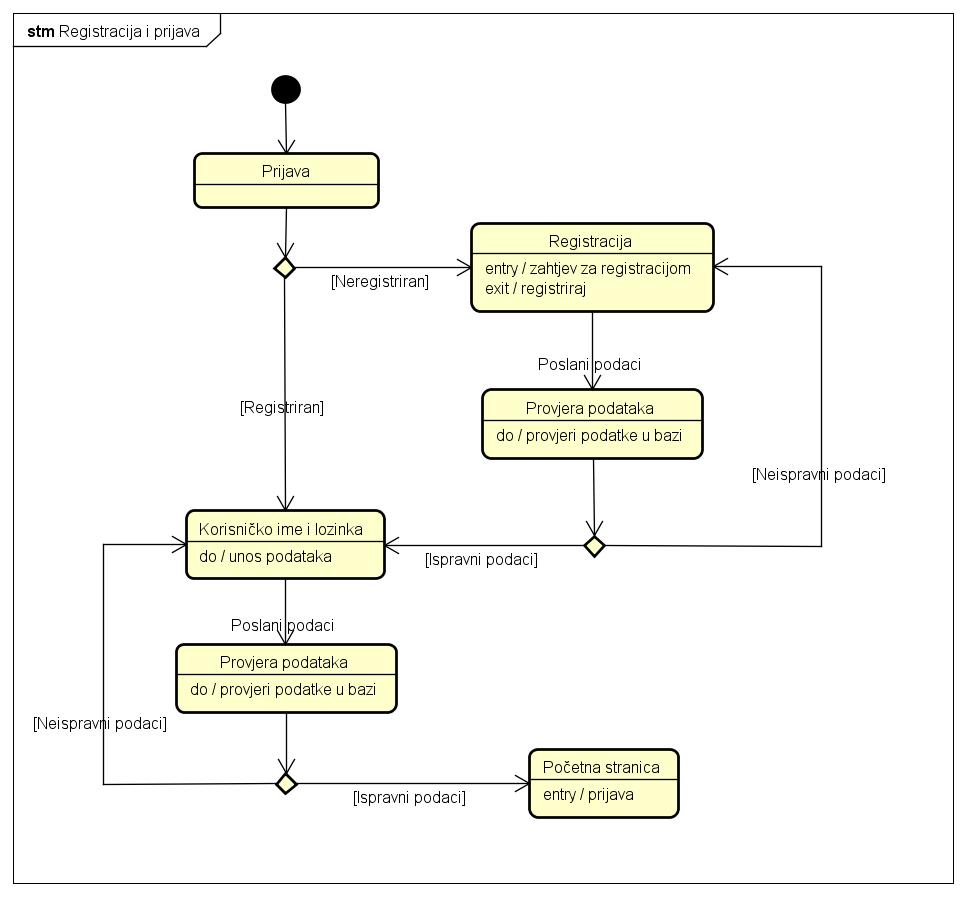 stm Registracija i prijava
Prijava
Registracija
entry / zahtjev za registracijom
exit / registriraj
[Neregistriran]
Poslani podaci
Provjera podataka
do / provjeri podatke u bazi
[Registriran]
[Neispravni podaci]
Korisničko ime i lozinka
do / unos podataka
[Ispravni podaci]
Poslani podaci
Provjera podataka
do / provjeri podatke u bazi
[Neispravni podaci]
Početna stranica
entry / prijava
[Ispravni podaci]